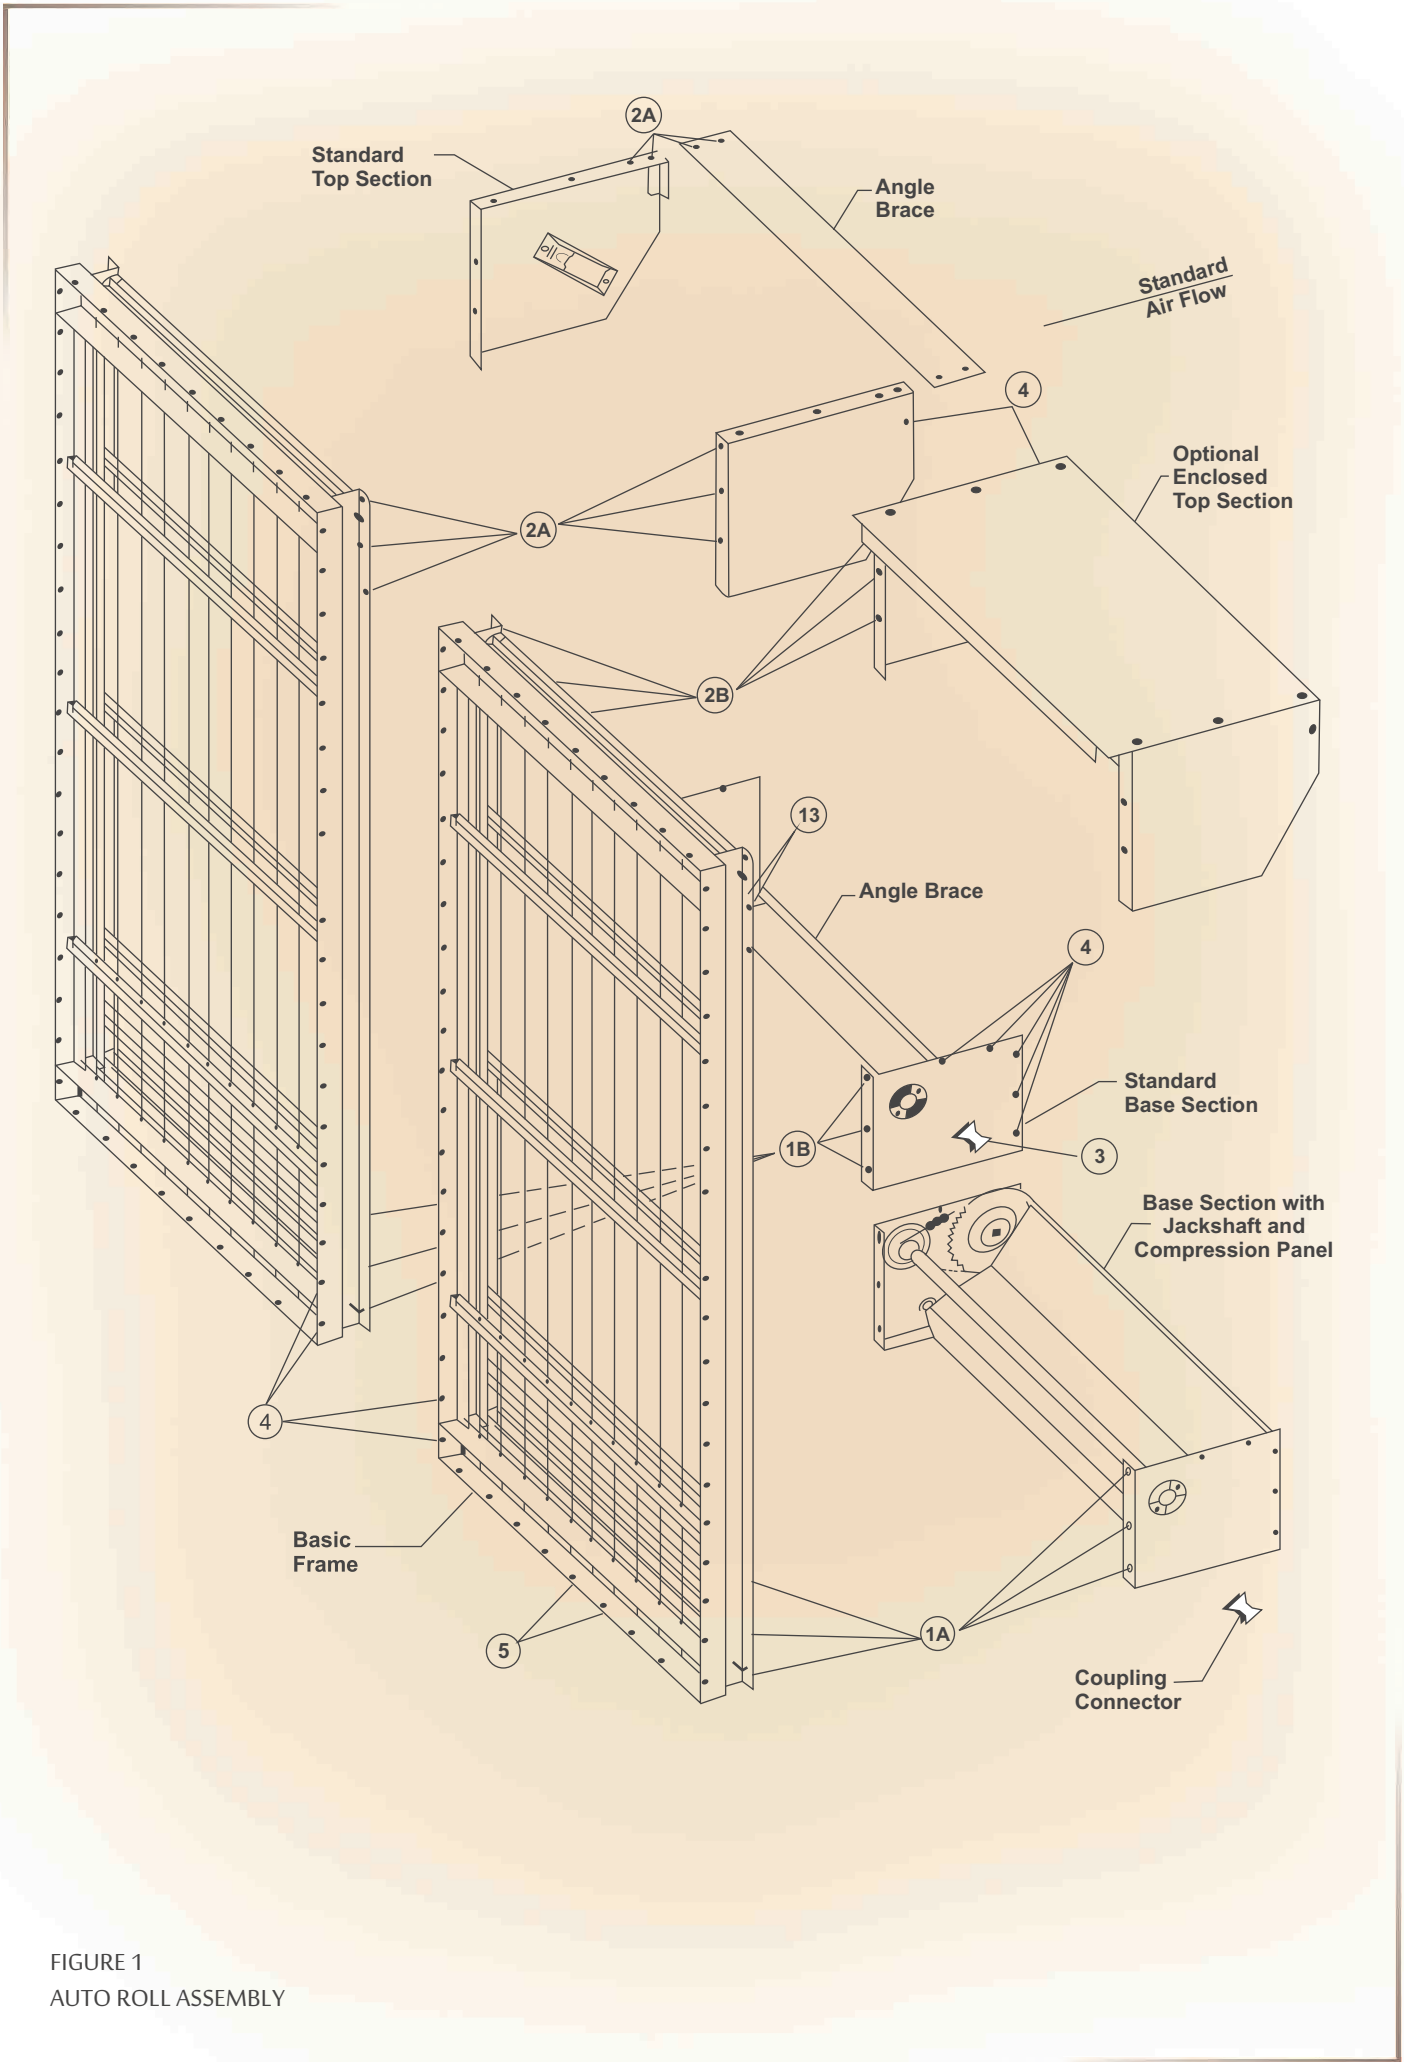 2A
Standard
Top Section
Angle
Brace
Standard
Air Flow
4
Optional
Enclosed
Top Section
2A
2B
13
Angle Brace
4
Standard
Base Section
1B
3
Base Section with
Jackshaft and
Compression Panel
4
Basic
Frame
5
1A
Coupling
Connector
FIGURE 1
AUTO ROLL ASSEMBLY